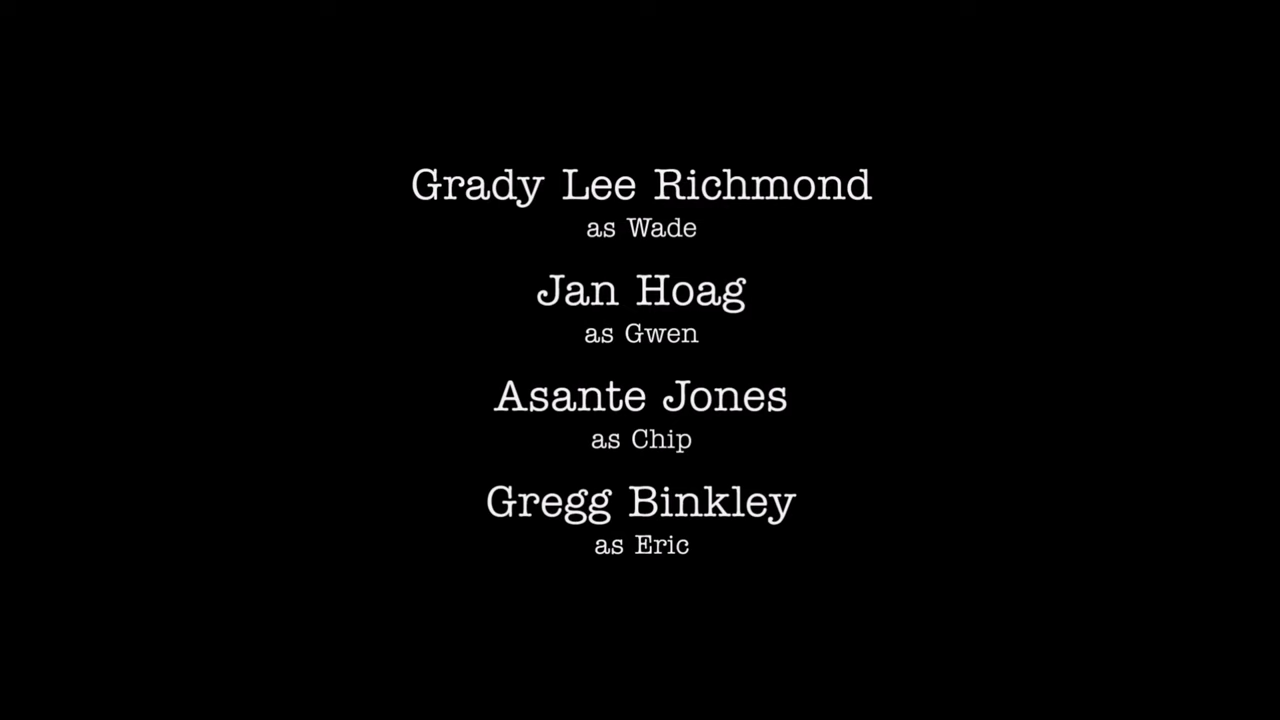 Grady Lee Richmond
as Wade
Jan Hoag
as Gwen
Asante Jones
as Chip
Gregg Binkley
as Eric